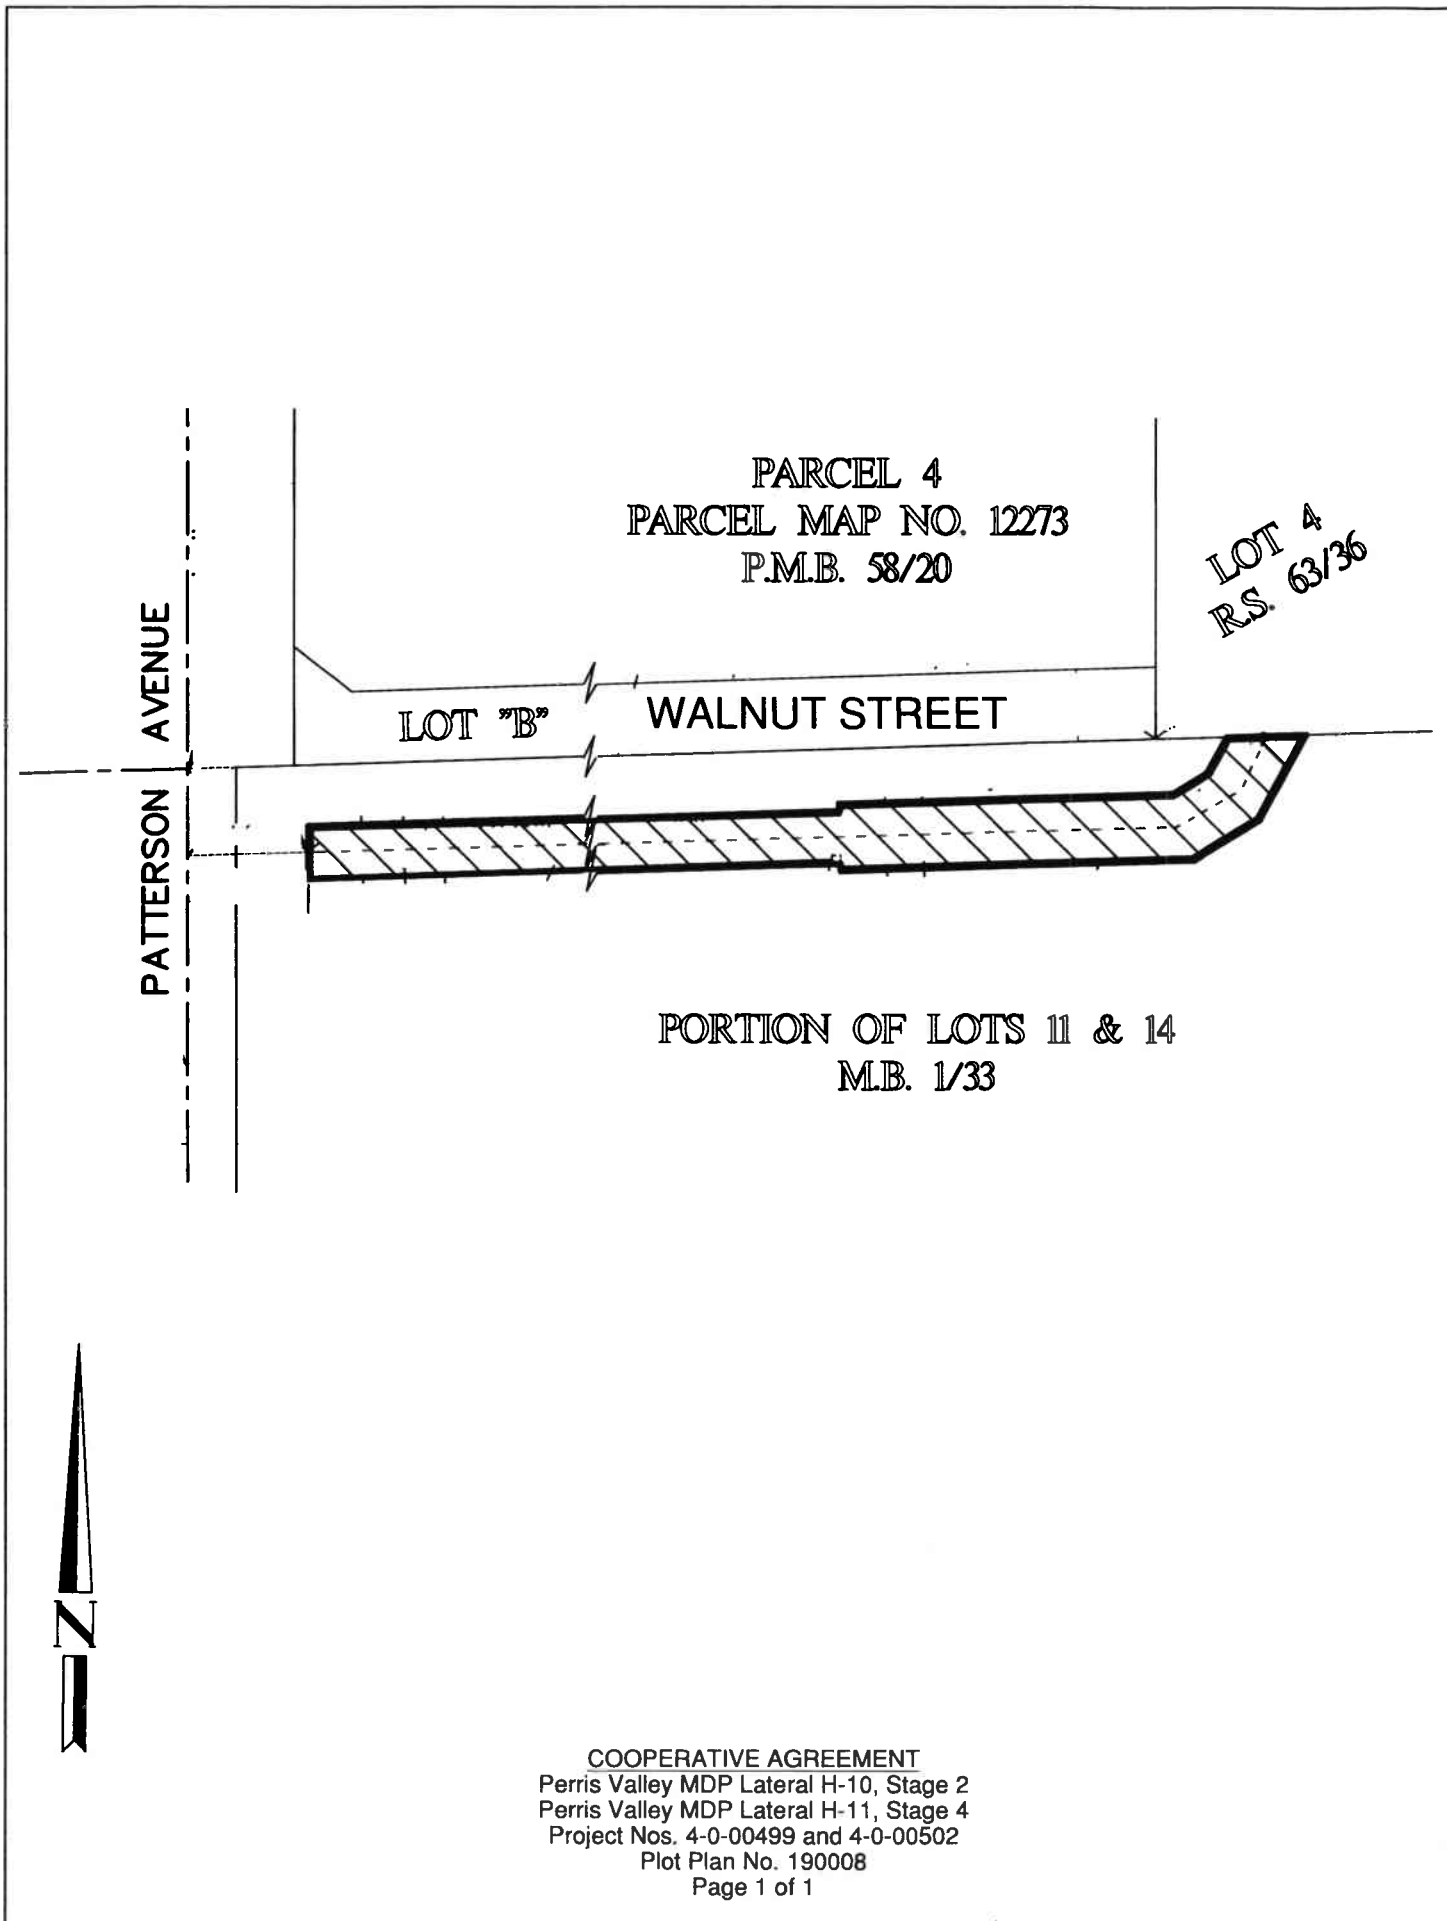 PARCEL 4
PARCEL MAP NO. 12273
P.M.B. 58/20
LOT 4
R.S. 63/36
PATTERSON AVENUE
LOT "B"
WALNUT STREET
PORTION OF LOTS 11 & 14
M.B. 1/33
N
COOPERATIVE AGREEMENT
Perris Valley MDP Lateral H-10, Stage 2
Perris Valley MDP Lateral H-11, Stage 4
Project Nos. 4-0-00499 and 4-0-00502
Plot Plan No. 190008
Page 1 of 1